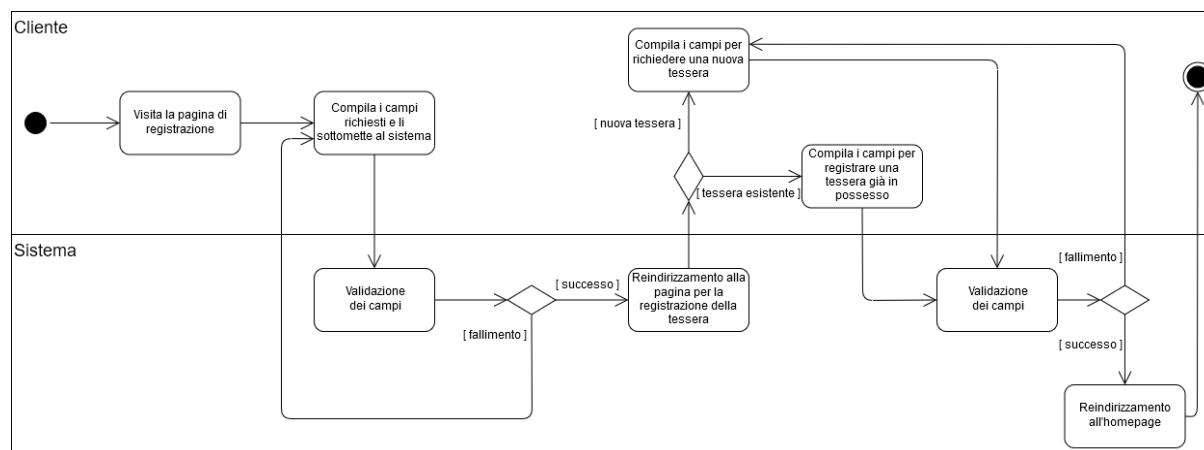 Cliente
Visita la pagina di
registrazione
Compila i campi
richiesti e li
sottomette al sistema
Compila i campi per
richiedere una nuova
tessera
[ nuova tessera ]
[ tessera esistente ]
Compila i campi per
registrare una
tessera già in
possesso
Sistema
Validazione
dei campi
[ successo ]
[ fallimento ]
Reindirizzamento alla
pagina per la
registrazione della
tessera
Validazione
dei campi
[ fallimento ]
[ successo ]
Reindirizzamento
all'homepage